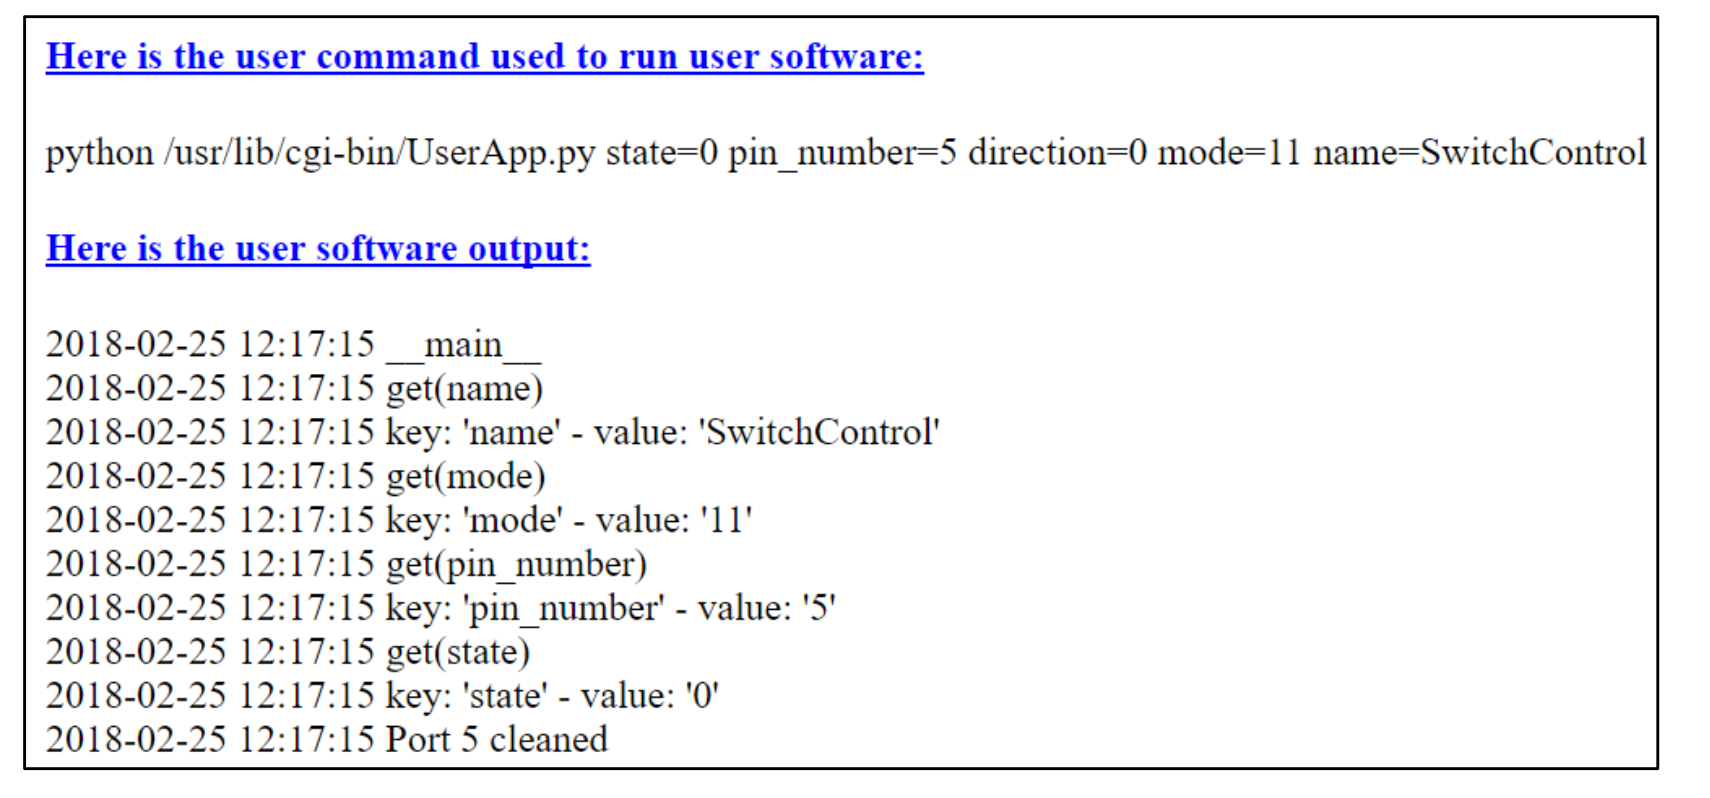 Here is the user command used to run user software:
python /usr/lib/cgi-bin/UserApp.py state=0 pin_number=5 direction=0 mode=11 name=SwitchControl
Here is the user software output:
2018-02-25 12:17:15 __main__
2018-02-25 12:17:15 get(name)
2018-02-25 12:17:15 key: 'name' - value: 'SwitchControl'
2018-02-25 12:17:15 get(mode)
2018-02-25 12:17:15 key: 'mode' - value: '11'
2018-02-25 12:17:15 get(pin_number)
2018-02-25 12:17:15 key: 'pin_number' - value: '5'
2018-02-25 12:17:15 get(state)
2018-02-25 12:17:15 key: 'state' - value: '0'
2018-02-25 12:17:15 Port 5 cleaned